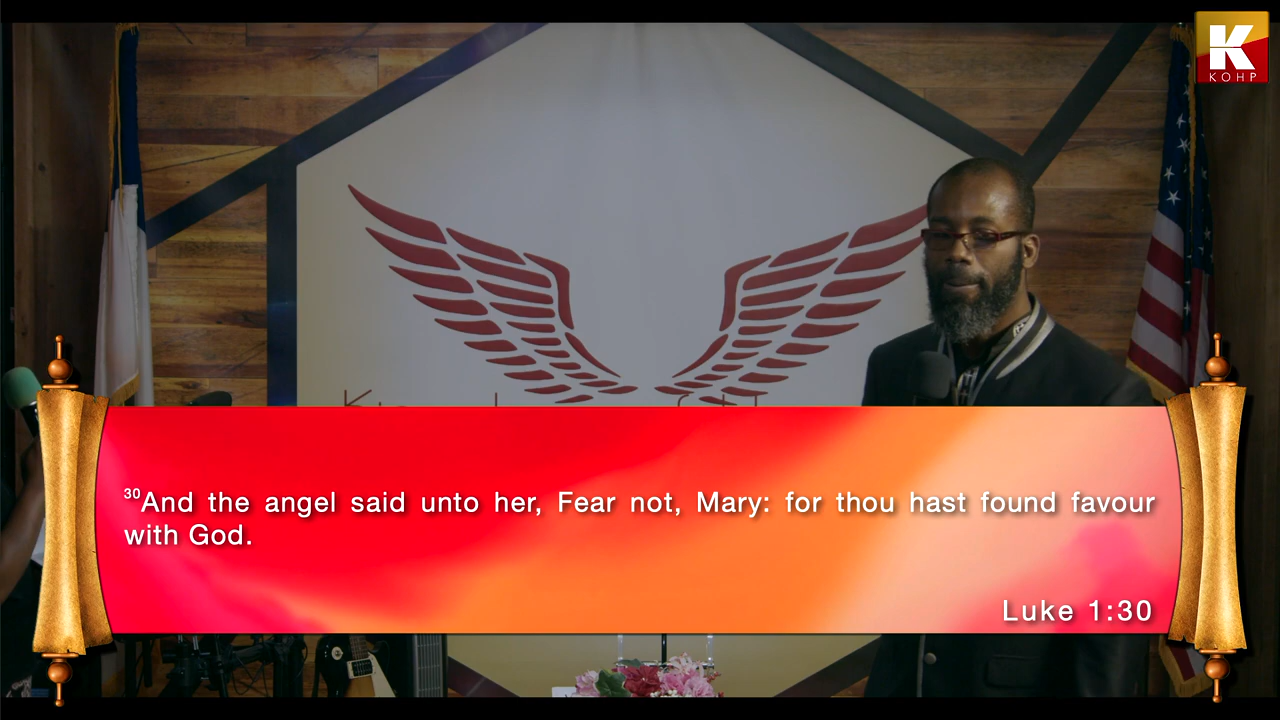 K
KOHP
30And the angel said unto her, Fear not, Mary: for thou hast found favour
with God.
Luke 1:30